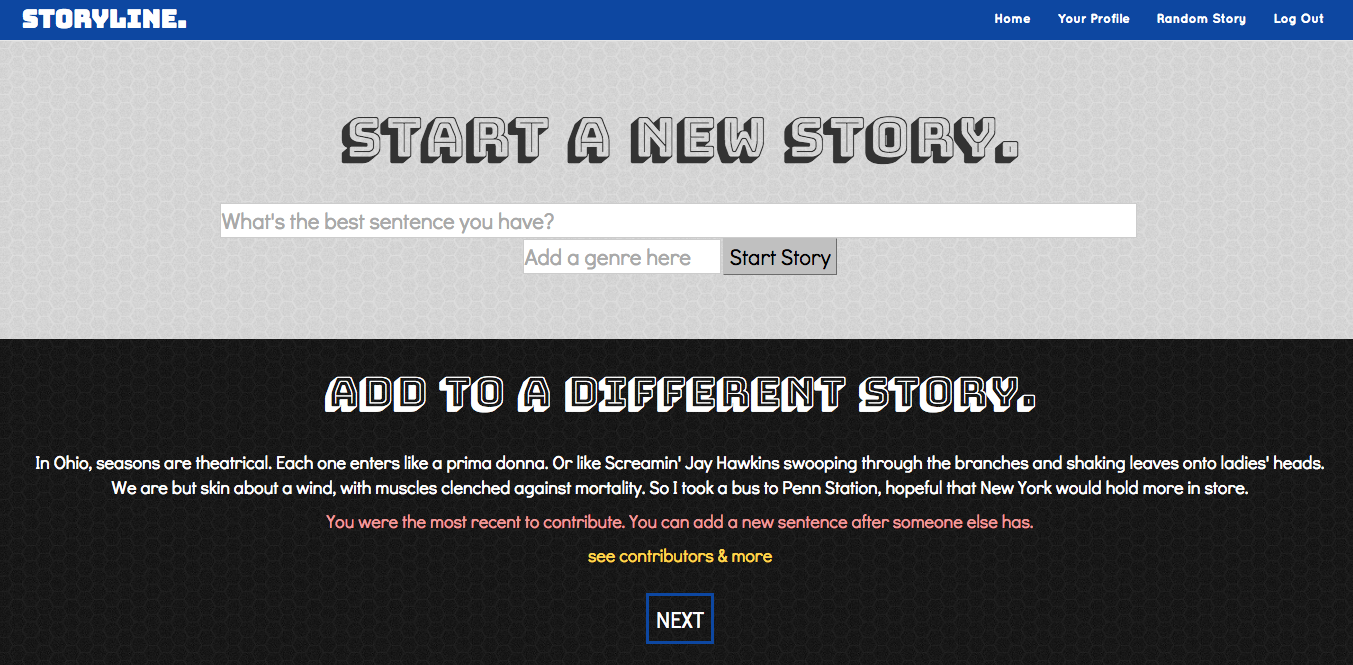 STORYLINE.
Home Your Profile Random Story Log Out
START A NEW STORY.
What's the best sentence you have?
Add a genre here Start Story
ADD TO A DIFFERENT STORY.
In Ohio, seasons are theatrical. Each one enters like a prima donna. Or like Screamin' Jay Hawkins swooping through the branches and shaking leaves onto ladies' heads.
We are but skin about a wind, with muscles clenched against mortality. So I took a bus to Penn Station, hopeful that New York would hold more in store.
You were the most recent to contribute. You can add a new sentence after someone else has.
see contributors & more
NEXT